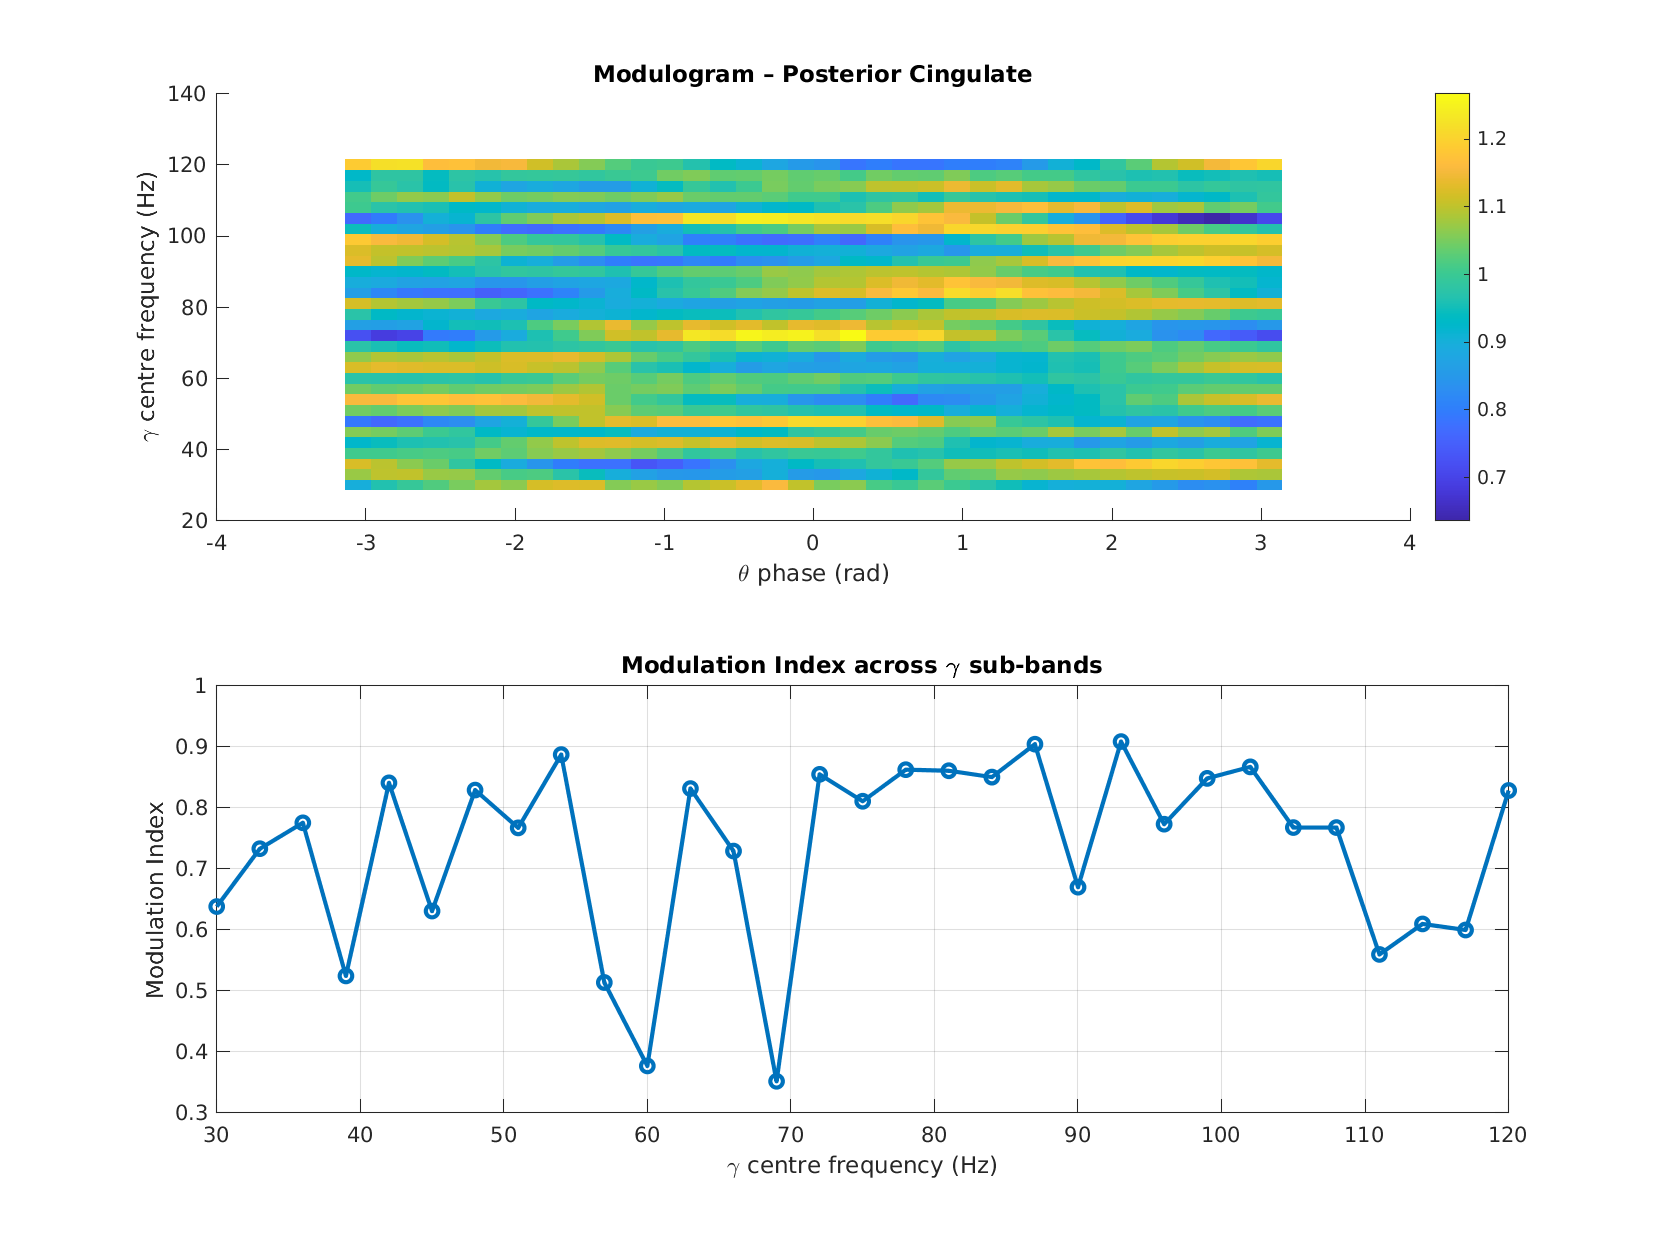 Modulogram – Posterior Cingulate
140
120
100
80
60
40
20
γ centre frequency (Hz)
-4 -3 -2 -1 0 1 2 3 4
θ phase (rad)
1.2
1.1
1
0.9
0.8
0.7
Modulation Index across γ sub-bands
1
0.9
0.8
0.7
0.6
0.5
0.4
0.3
Modulation Index
30 40 50 60 70 80 90 100 110 120
γ centre frequency (Hz)